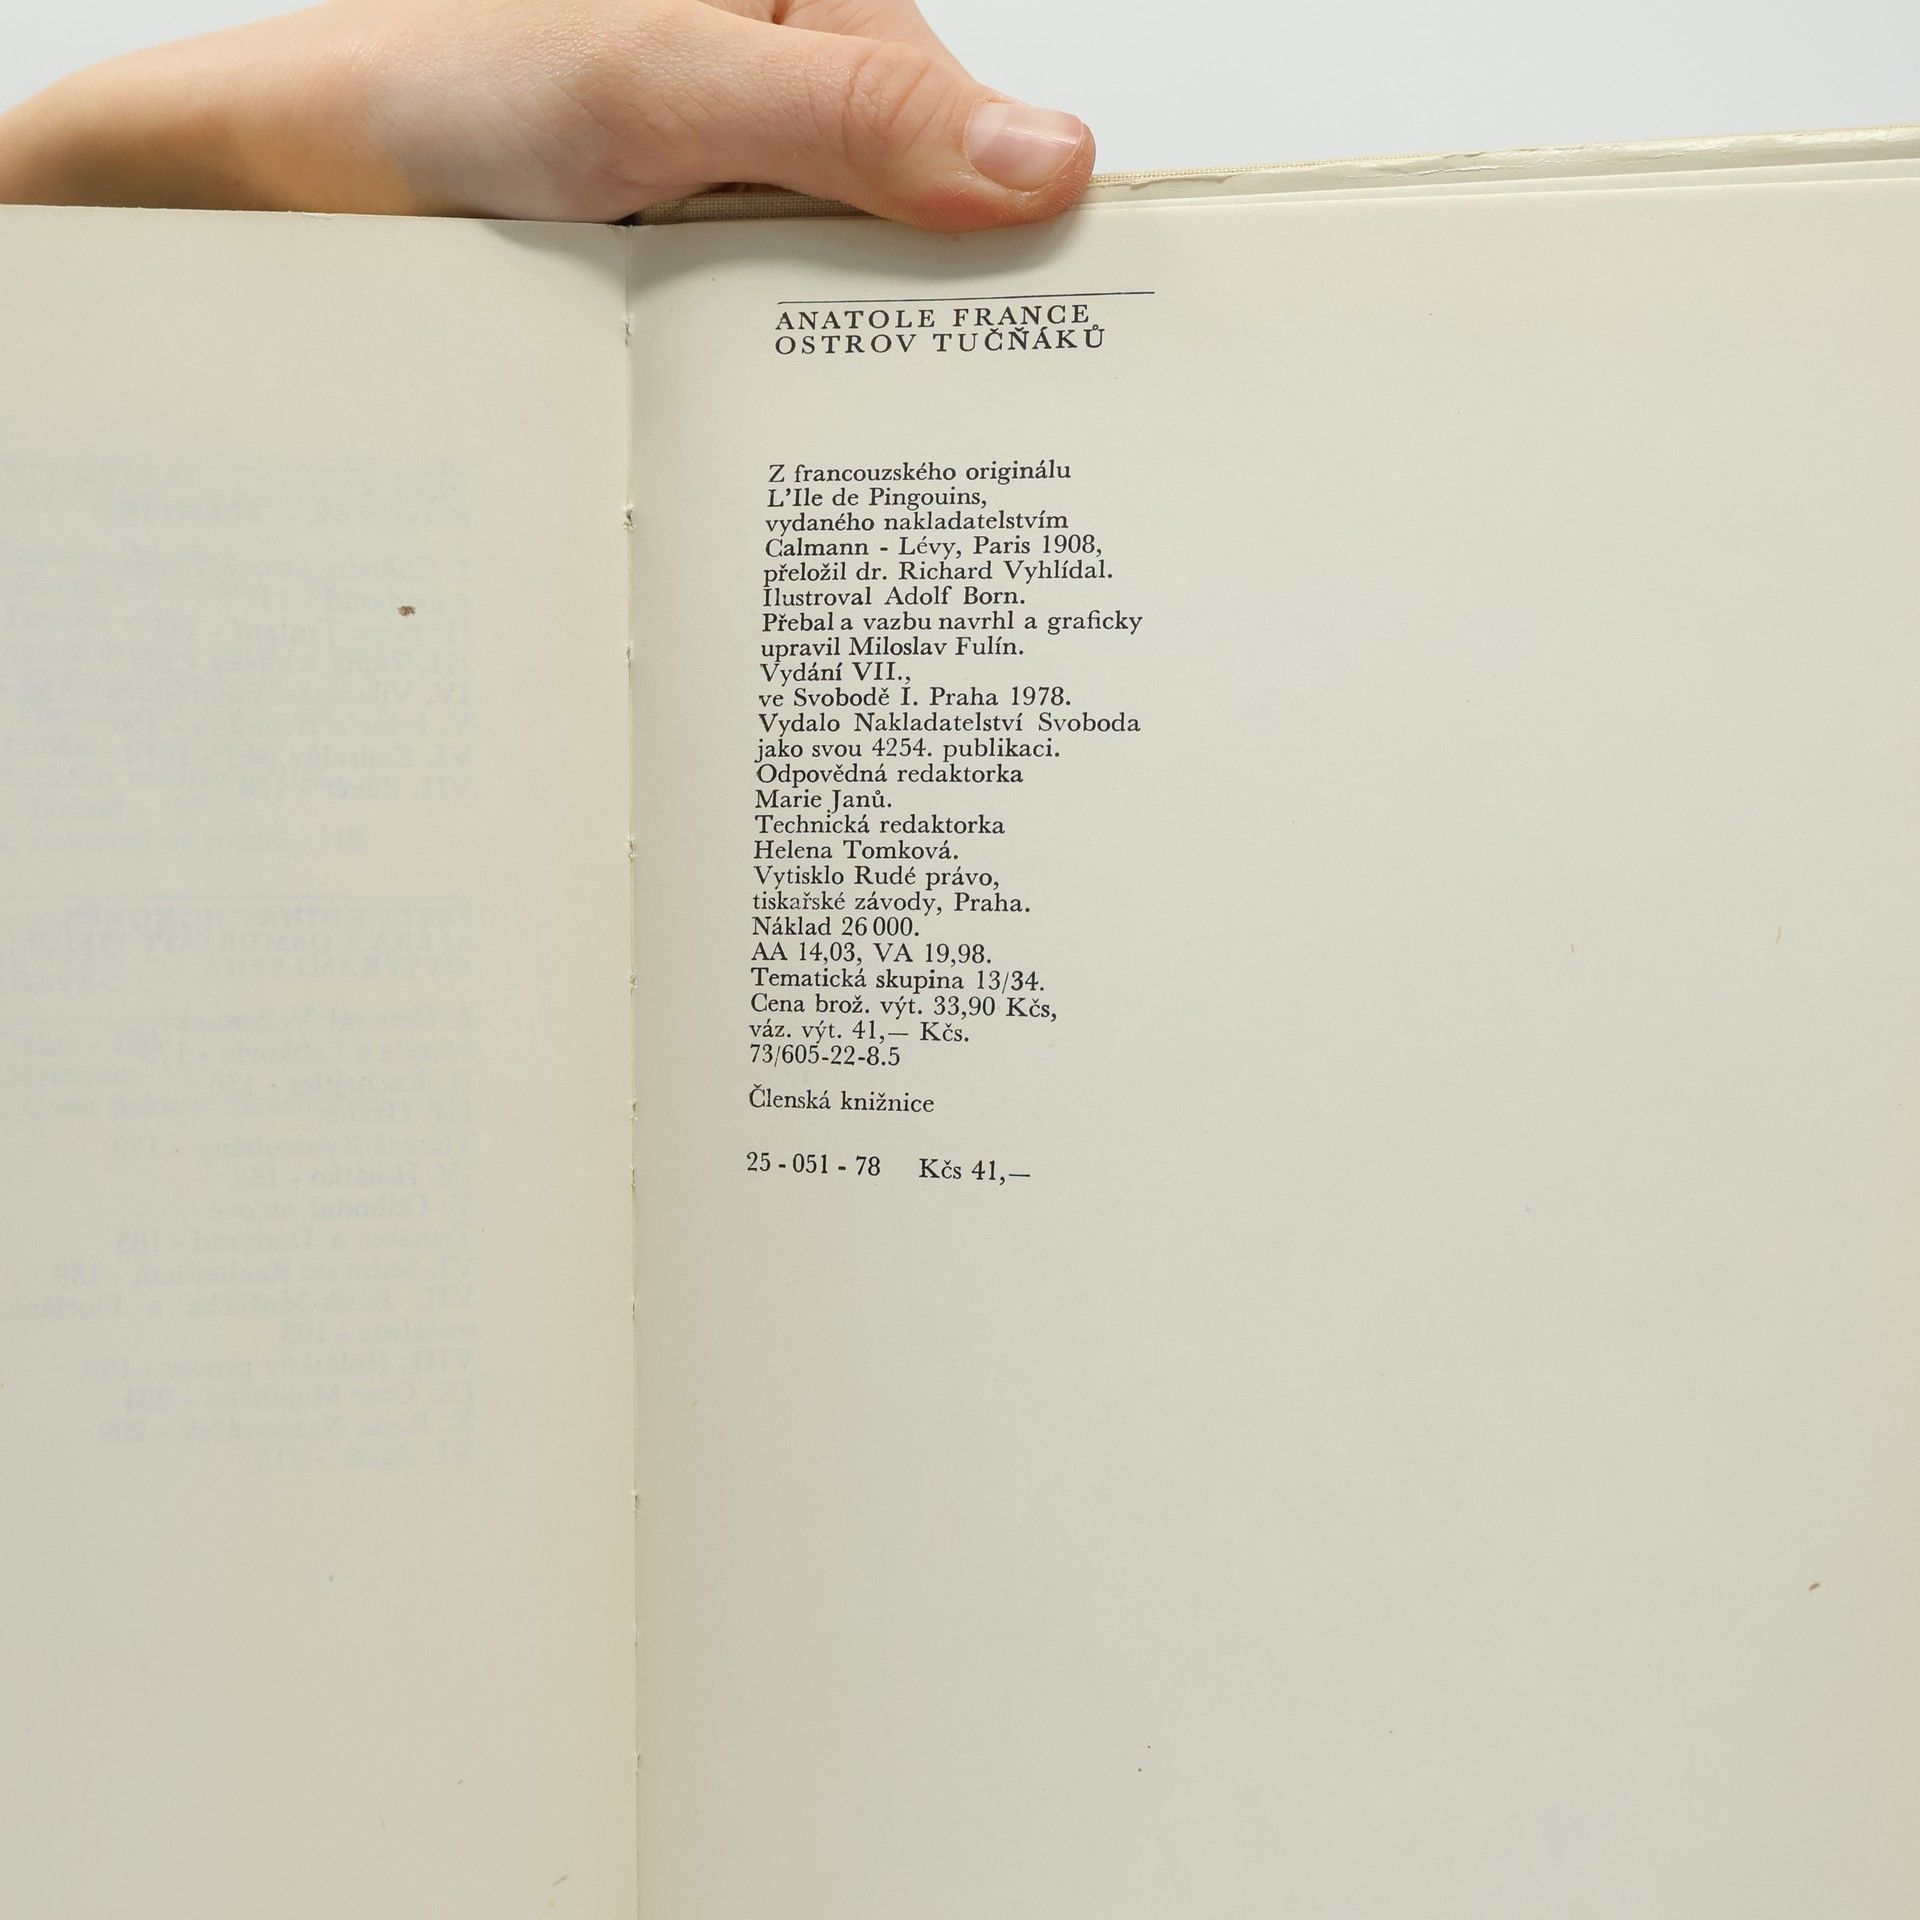 ANATOLE FRANCE
OSTROV TUČŇÁKŮ
Z francouzského originálu
L'Ile de Pingouins,
vydaného nakladatelstvím
Calmann - Lévy, Paris 1908,
přeložil dr. Richard Vyhlídal.
Ilustroval Adolf Born.
Přebal a vazbu navrhl a graficky
upravil Miloslav Fulín.
Vydání VII.,
ve Svobodě I. Praha 1978.
Vydalo Nakladatelství Svoboda
jako svou 4254. publikaci.
Odpovědná redaktorka
Marie Janů.
Technická redaktorka
Helena Tomková.
Vytisklo Rudé právo,
tiskařské závody, Praha.
Náklad 26 000.
AA 14,03, VA 19,98.
Tematická skupina 13/34.
Cena brož. výt. 33,90 Kčs,
váz. výt. 41,— Kčs.
73/605-22-8.5
Členská knižnice
25 - 051 - 78 Kčs 41,—